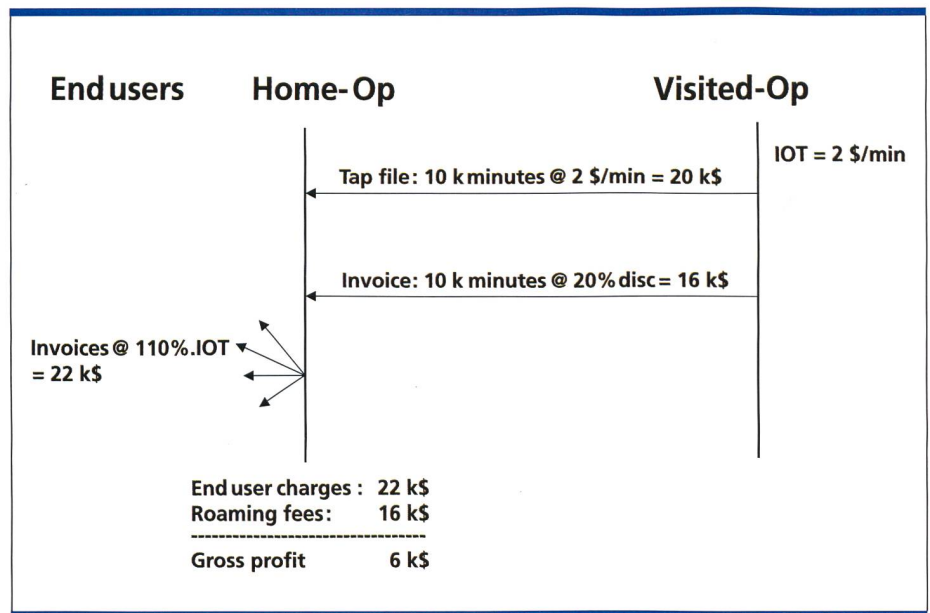 End users Home-Op Visited-Op
IOT = 2 $/min
Tap file: 10 k minutes @ 2 $/min = 20 k$
Invoice: 10 k minutes @ 20% disc = 16 k$
Invoices @ 110%.IOT
= 22 k$
End user charges : 22 k$
Roaming fees: 16 k$
----------------------------------
Gross profit 6 k$